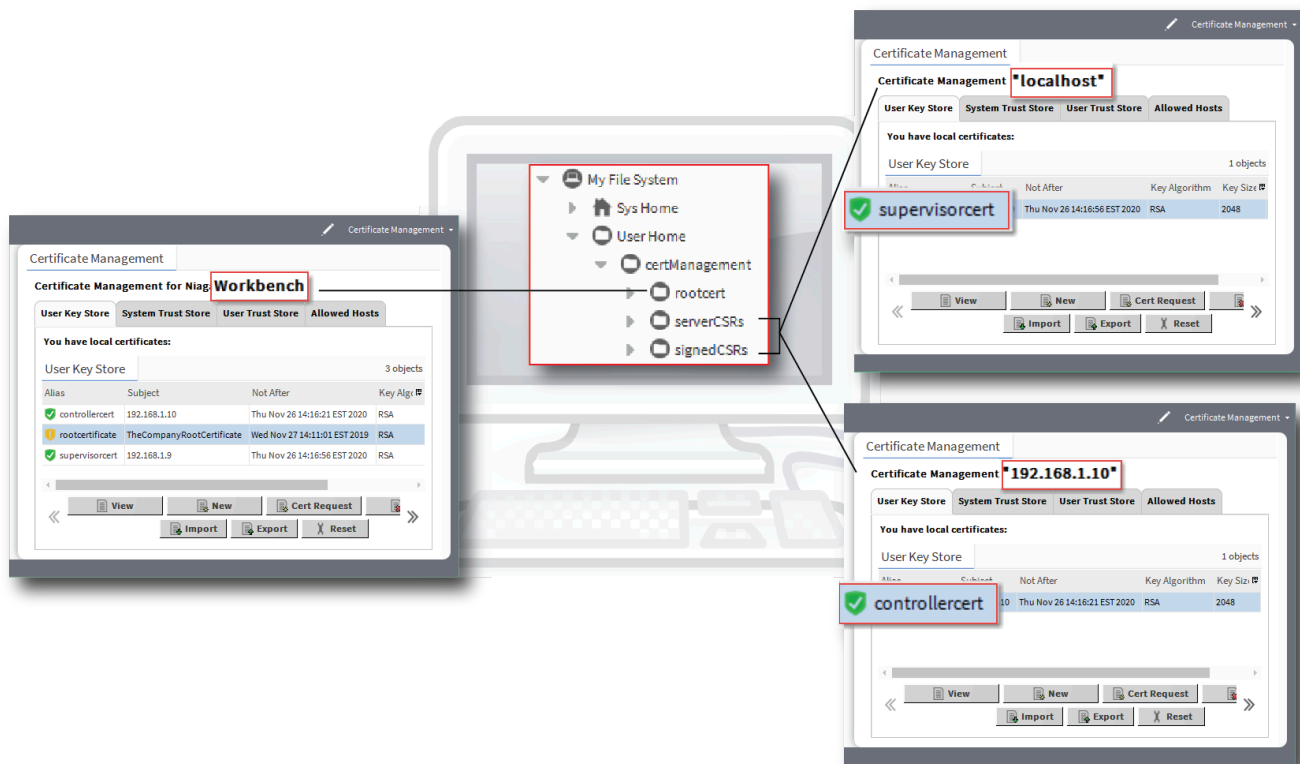 Certificate Management
Certificate Management
Certificate Management for Niag
Workbench
User Key Store System Trust Store User Trust Store Allowed Hosts
You have local certificates:
User Key Store 3 objects
Alias Subject Not After Key Algo
controllercert 192.168.1.10 Thu Nov 26 14:16:21 EST 2020 RSA
rootcertificate TheCompanyRootCertificate Wed Nov 27 14:11:01 EST 2019 RSA
supervisorcert 192.168.1.9 Thu Nov 26 14:16:56 EST 2020 RSA
View New Cert Request
Import Export Reset
My File System
Sys Home
User Home
certManagement
rootcert
serverCSRs
signedCSRs
Certificate Management
Certificate Management
Certificate Management "localhost"
User Key Store System Trust Store User Trust Store Allowed Hosts
You have local certificates:
User Key Store 1 objects
Not After Key Algorithm Key Size
supervisorcert Thu Nov 26 14:16:56 EST 2020 RSA 2048
View New Cert Request
Import Export Reset
Certificate Management
Certificate Management
Certificate Management "192.168.1.10"
User Key Store System Trust Store User Trust Store Allowed Hosts
You have local certificates:
User Key Store 1 objects
Not After Key Algorithm Key Siz
controllercert 10 Thu Nov 26 14:16:21 EST 2020 RSA 2048
View New Cert Request
Import Export Reset